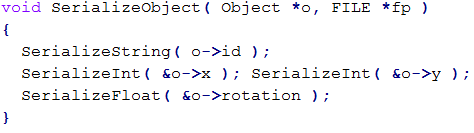 void SerializeObject( Object *o, FILE *fp )
{
  SerializeString( o->id );
  SerializeInt( &o->x ); SerializeInt( &o->y );
  SerializeFloat( &o->rotation );
}